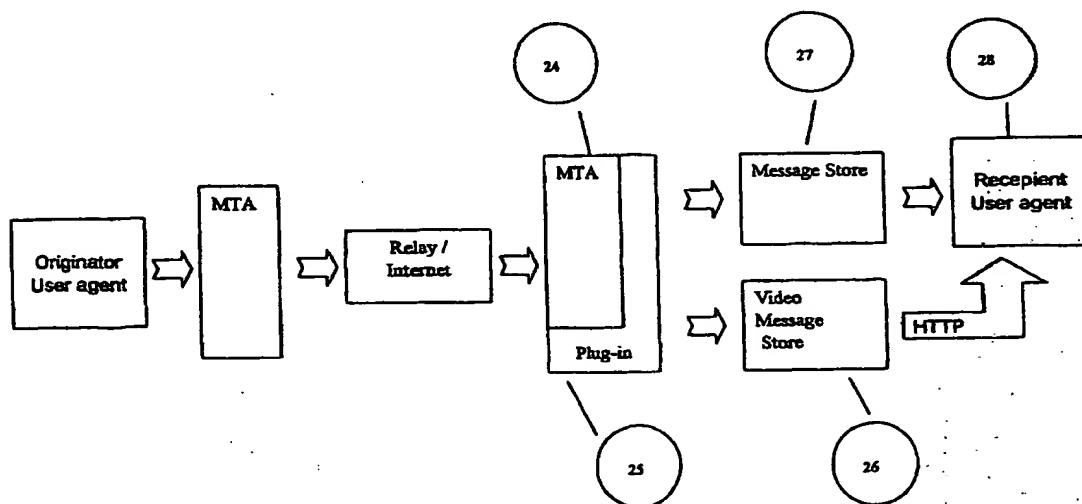 24
27
28
MTA
MTA
Message Store
Recepient
User agent
Originator
User agent
Relay /
Internet
Video
Message
Store
HTTP
Plug-in
25
26